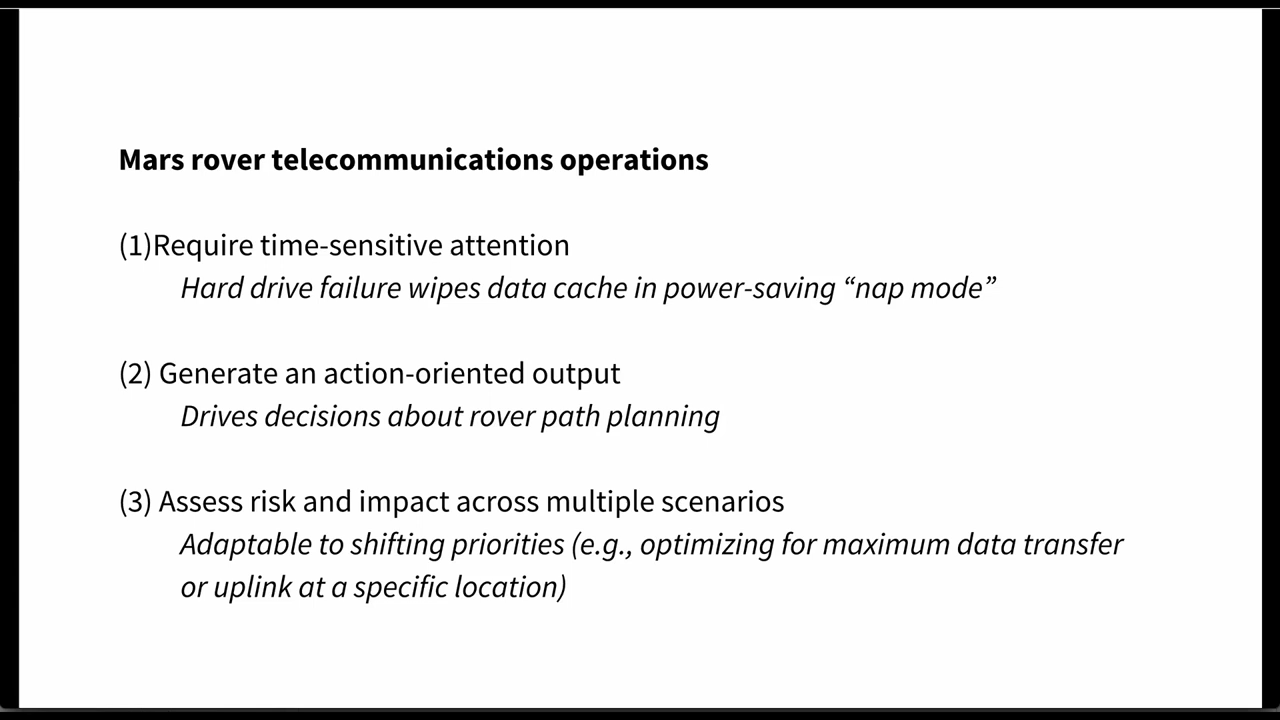 Mars rover telecommunications operations
(1)Require time-sensitive attention
Hard drive failure wipes data cache in power-saving “nap mode”
(2) Generate an action-oriented output
Drives decisions about rover path planning
(3) Assess risk and impact across multiple scenarios
Adaptable to shifting priorities (e.g., optimizing for maximum data transfer
or uplink at a specific location)